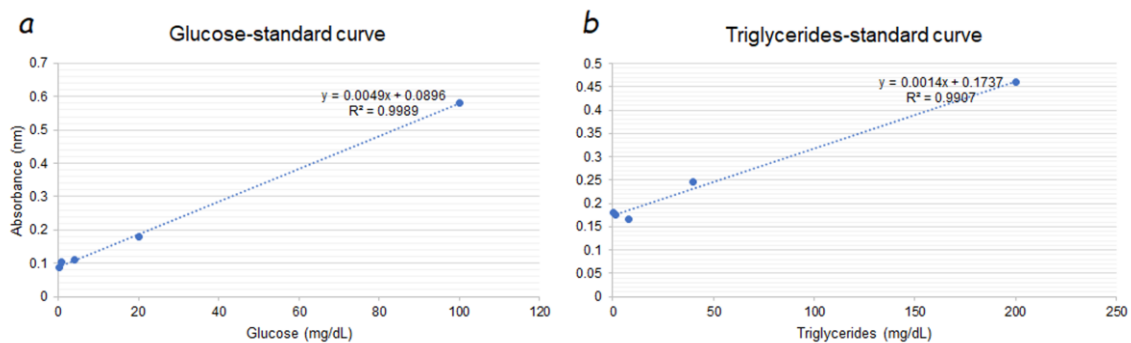 a
Glucose-standard curve
0.7
0.6
0.5
0.4
0.3
0.2
0.1
0
y = 0.0049x + 0.0896
R² = 0.9989
Absorbance (nm)
0 20 40 60 80 100 120
Glucose (mg/dL)
b
Triglycerides-standard curve
0.5
0.45
0.4
0.35
0.3
0.25
0.2
0.15
0.1
0.05
0
y = 0.0014x + 0.1737
R² = 0.9907
0 50 100 150 200 250
Triglycerides (mg/dL)